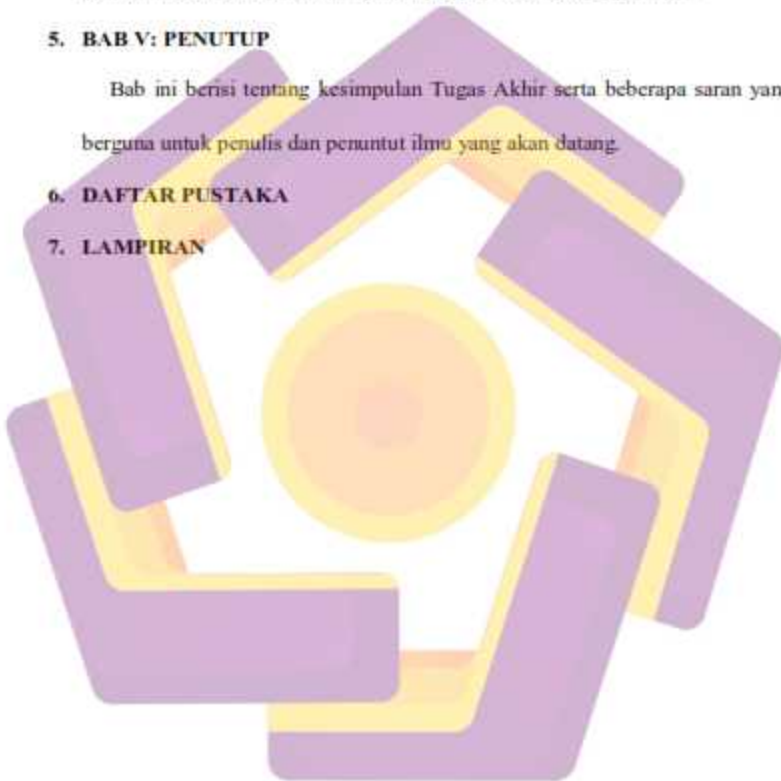 5. BAB V: PENUTUP
Bab ini berisi tentang kesimpulan Tugas Akhir serta beberapa saran yan
berguna untuk penulis dan penuntut ilmu yang akan datang.
6. DAFTAR PUSTAKA
7. LAMPIRAN